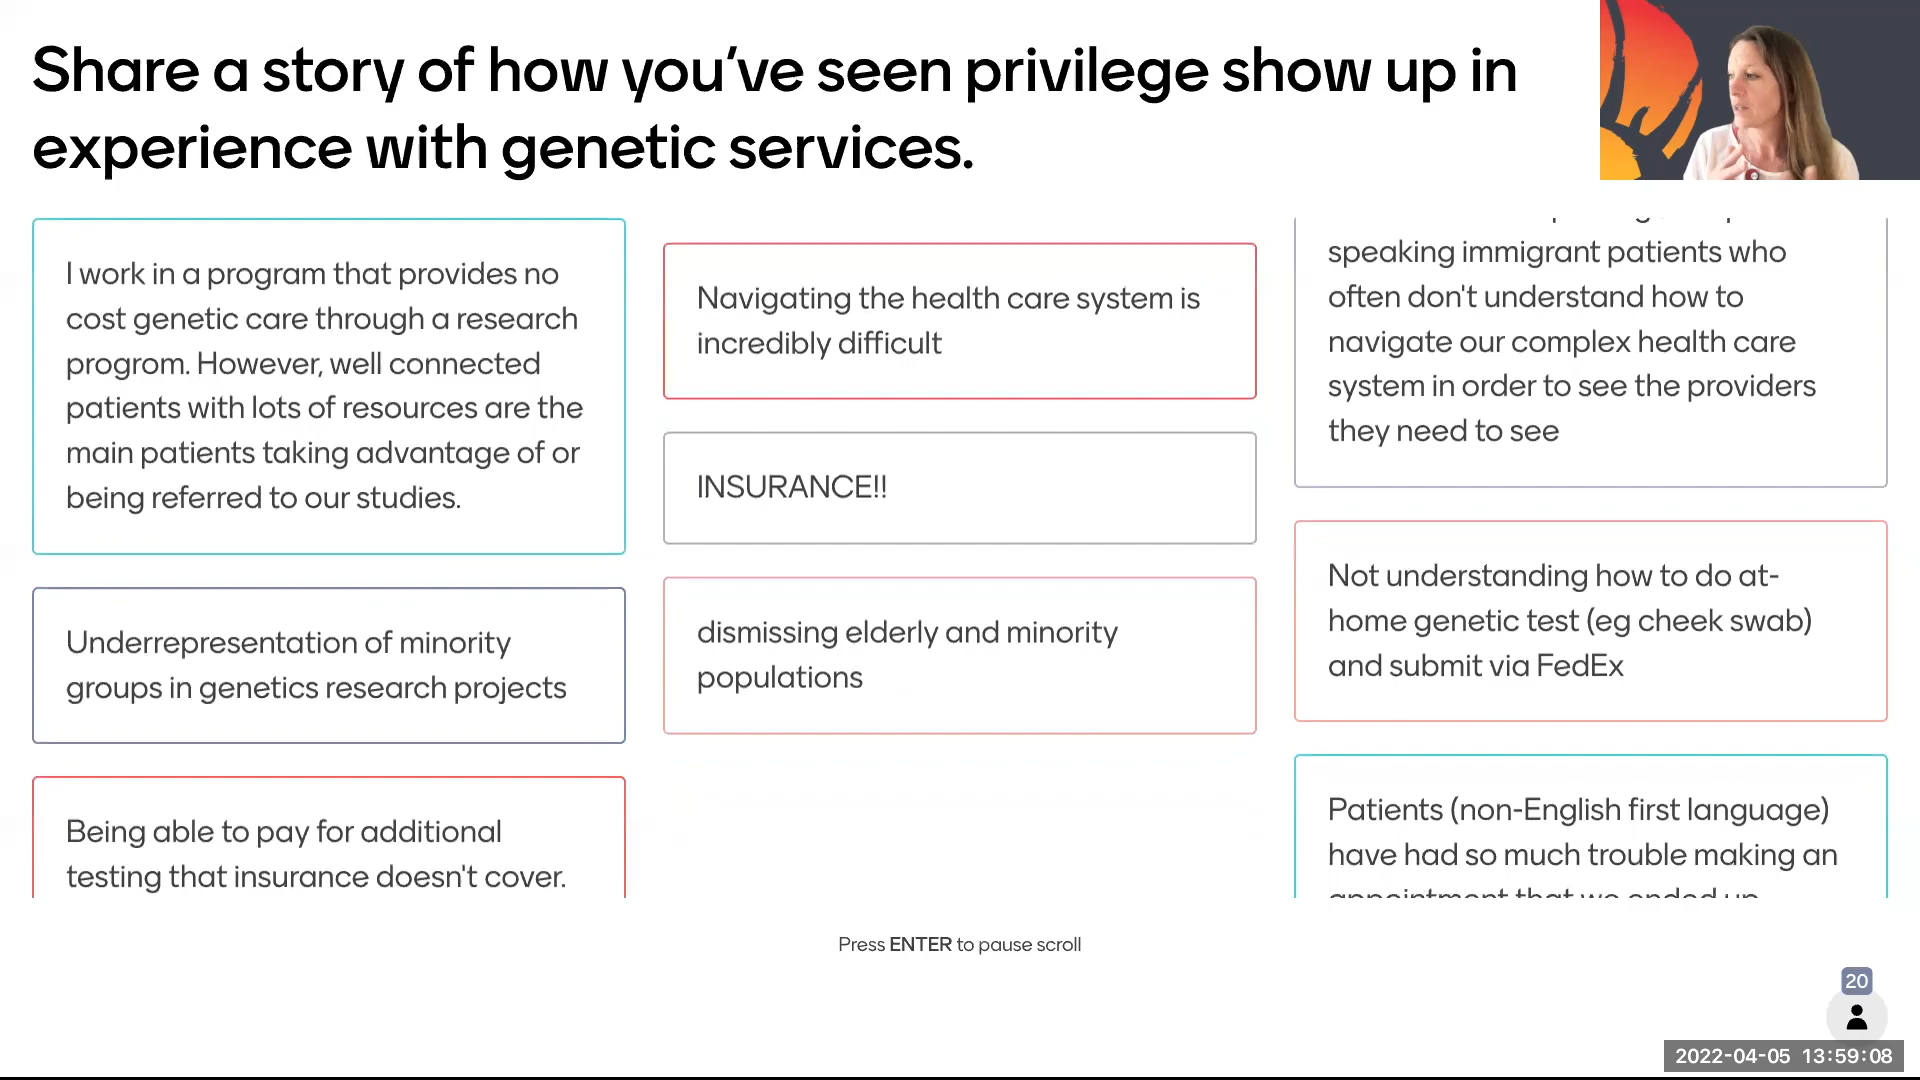 Share a story of how you've seen privilege show up in
experience with genetic services.
I work in a program that provides no
cost genetic care through a research
progrom. However, well connected
patients with lots of resources are the
main patients taking advantage of or
being referred to our studies.
Underrepresentation of minority
groups in genetics research projects
Being able to pay for additional
testing that insurance doesn't cover.
Navigating the health care system is
incredibly difficult
INSURANCE!!
dismissing elderly and minority
populations
speaking immigrant patients who
often don't understand how to
navigate our complex health care
system in order to see the providers
they need to see
Not understanding how to do at-
home genetic test (eg cheek swab)
and submit via FedEx
Patients (non-English first language)
have had so much trouble making an
appointment that we ended up
Press ENTER to pause scroll
20
2022-04-05 13:59:08